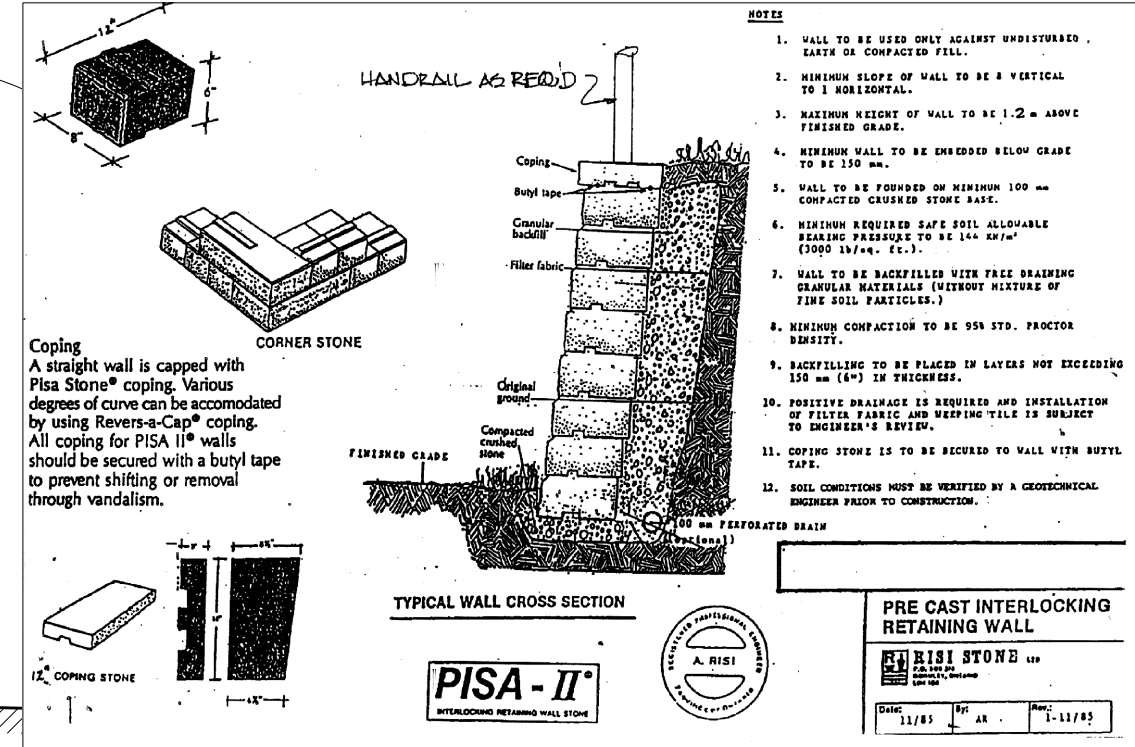 12"
6"
8"
HANDRAIL AS REQ'D
Coping
Butyl tape
Granular
backfill
Filter fabric
Original
ground
Compacted
crushed
stone
FINISHED GRADE
100 mm PERFORATED DRAIN
(optional)
TYPICAL WALL CROSS SECTION
CORNER STONE
Coping
A straight wall is capped with
Pisa Stone® coping. Various
degrees of curve can be accomodated
by using Revers-a-Cap® coping.
All coping for PISA II® walls
should be secured with a butyl tape
to prevent shifting or removal
through vandalism.
12" COPING STONE
NOTES
1. WALL TO BE USED ONLY AGAINST UNDISTURBED,
EARTH OR COMPACTED FILL.
2. MINIMUM SLOPE OF WALL TO BE 8 VERTICAL
TO 1 HORIZONTAL.
3. MAXIMUM HEIGHT OF WALL TO BE 1.2 m ABOVE
FINISHED GRADE.
4. MINIMUM WALL TO BE EMBEDDED BELOW GRADE
TO BE 150 mm.
5. WALL TO BE FOUNDED ON MINIMUM 100 mm
COMPACTED CRUSHED STONE BASE.
6. MINIMUM REQUIRED SAFE SOIL ALLOWABLE
BEARING PRESSURE TO BE 144 KN/m²
(3000 lb/sq. ft.).
7. WALL TO BE BACKFILLED WITH FREE DRAINING
GRANULAR MATERIALS (WITHOUT MIXTURE OF
FINE SOIL PARTICLES.)
8. MINIMUM COMPACTION TO BE 95% STD. PROCTOR
DENSITY.
9. BACKFILLING TO BE PLACED IN LAYERS NOT EXCEEDING
150 mm (6") IN THICKNESS.
10. POSITIVE DRAINAGE IS REQUIRED AND INSTALLATION
OF FILTER FABRIC AND WEEPING TILE IS SUBJECT
TO ENGINEER'S REVIEW.
11. COPING STONE IS TO BE SECURED TO WALL WITH BUTYL
TAPE.
12. SOIL CONDITIONS MUST BE VERIFIED BY A GEOTECHNICAL
ENGINEER PRIOR TO CONSTRUCTION.
PISA-II®
INTERLOCKING RETAINING WALL STONE
REGISTERED PROFESSIONAL ENGINEER
A. RISI
PROVINCE OF ONTARIO
PRE CAST INTERLOCKING
RETAINING WALL
RISI STONE LTD
Date: 11/85 By: AR Rev.: 1-11/85